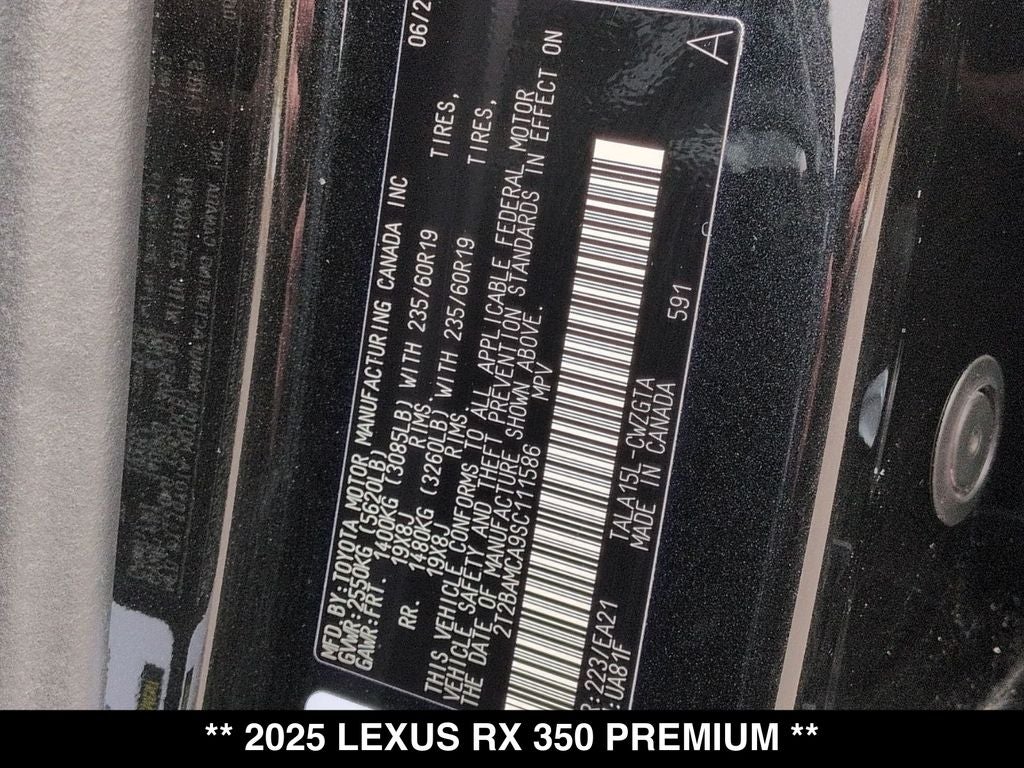 MFD.BY:TOYOTA MOTOR MANUFACTURING CANADA INC 06/2
GVWR:2550KG (5620LB)
GAWR:FRT. 1400KG (3085LB) WITH 235/60R19 TIRES,
19X8J RIMS.
RR. 1480KG (3260LB) WITH 235/60R19 TIRES,
19X8J RIMS.
THIS VEHICLE CONFORMS TO ALL APPLICABLE FEDERAL MOTOR
VEHICLE SAFETY AND THEFT PREVENTION STANDARDS IN EFFECT ON
THE DATE OF MANUFACTURE SHOWN ABOVE.
2T2BAMCA9SC111586 MPV
R:223/EA21 TALA15L-CWZGTA 591 A
:UA81F MADE IN CANADA
** 2025 LEXUS RX 350 PREMIUM **